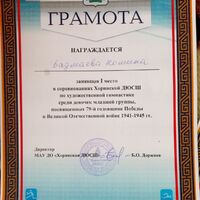 ГРАМОТА
НАГРАЖДАЕТСЯ
Бадмаева
занявшая I место
в соревнованиях Хоринской ДЮСШ
по художественной гимнастике
среди девочек младшей группы,
посвященных 79-й годовщине Победы
в Великой Отечественной войне 1941-1945 гг.
Директор
МАУ ДО «Хоринская ДЮСШ»
Б.О. Доржиев